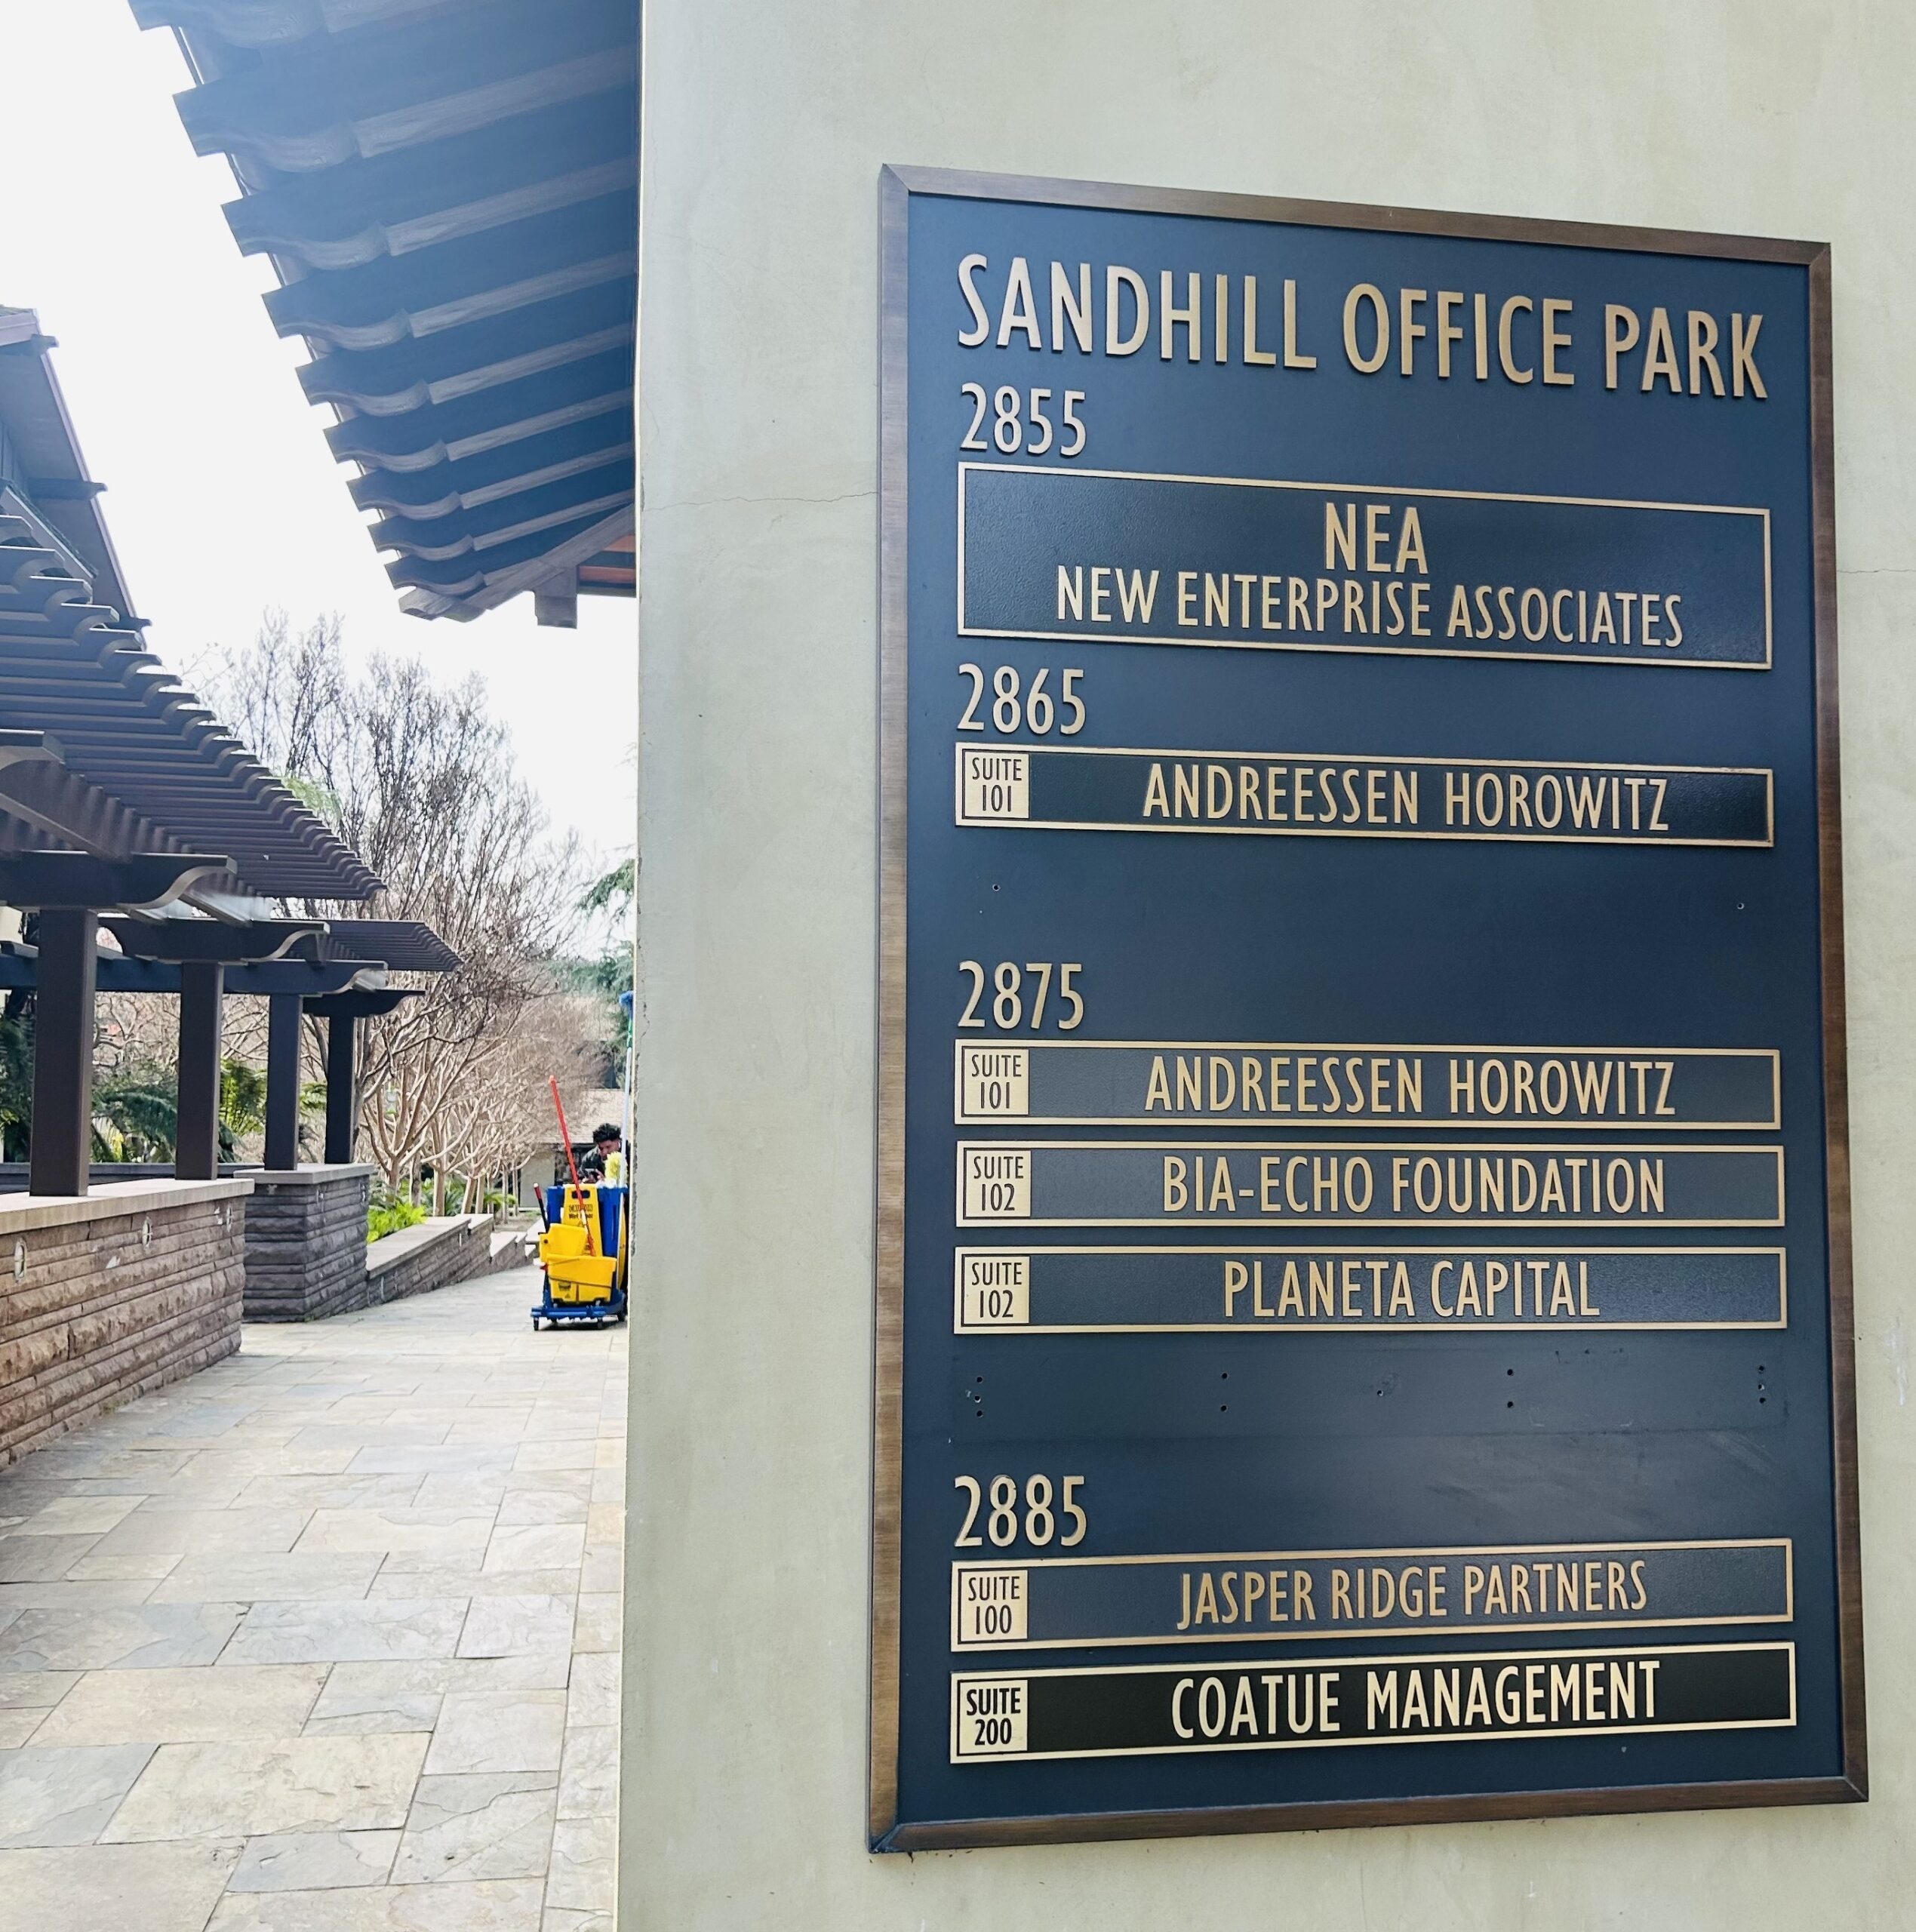 SANDHILL OFFICE PARK
2855
NEA
NEW ENTERPRISE ASSOCIATES
2865
SUITE
101
ANDREESSEN HOROWITZ
2875
SUITE
101
ANDREESSEN HOROWITZ
SUITE
102
BIA-ECHO FOUNDATION
SUITE
102
PLANETA CAPITAL
2885
SUITE
100
JASPER RIDGE PARTNERS
SUITE
200
COATUE MANAGEMENT